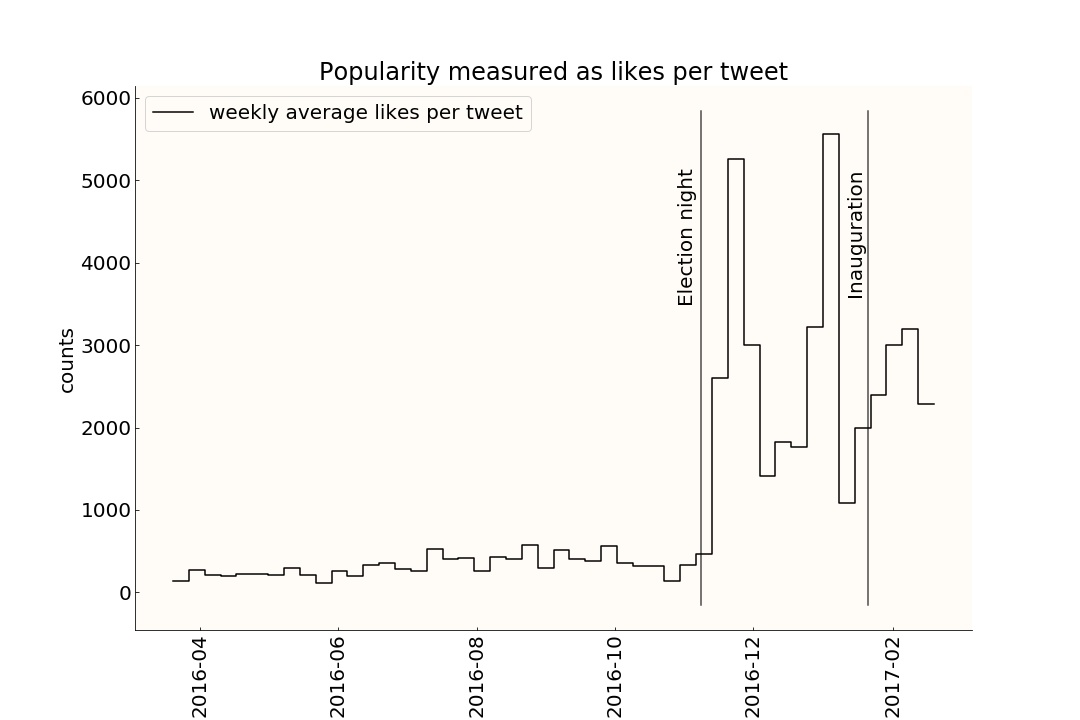 Popularity measured as likes per tweet
weekly average likes per tweet
counts
6000
5000
4000
3000
2000
1000
0
Election night
Inauguration
2016-04
2016-06
2016-08
2016-10
2016-12
2017-02